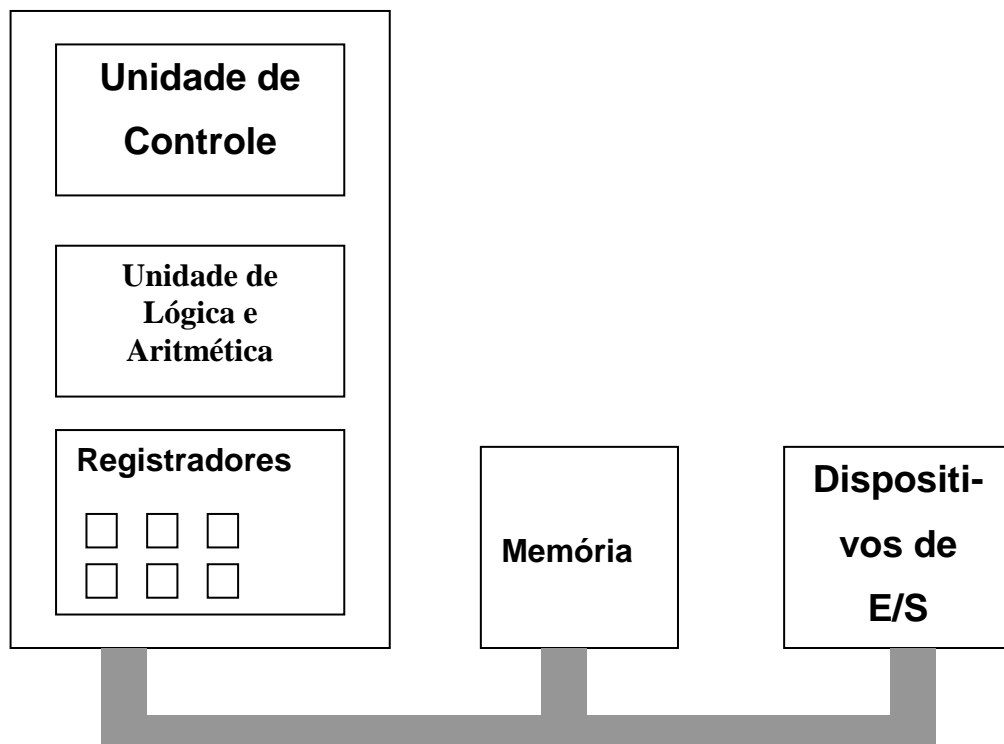 Unidade de
Controle
Unidade de
Lógica e
Aritmética
Registradores
Memória
Dispositi-
vos de
E/S